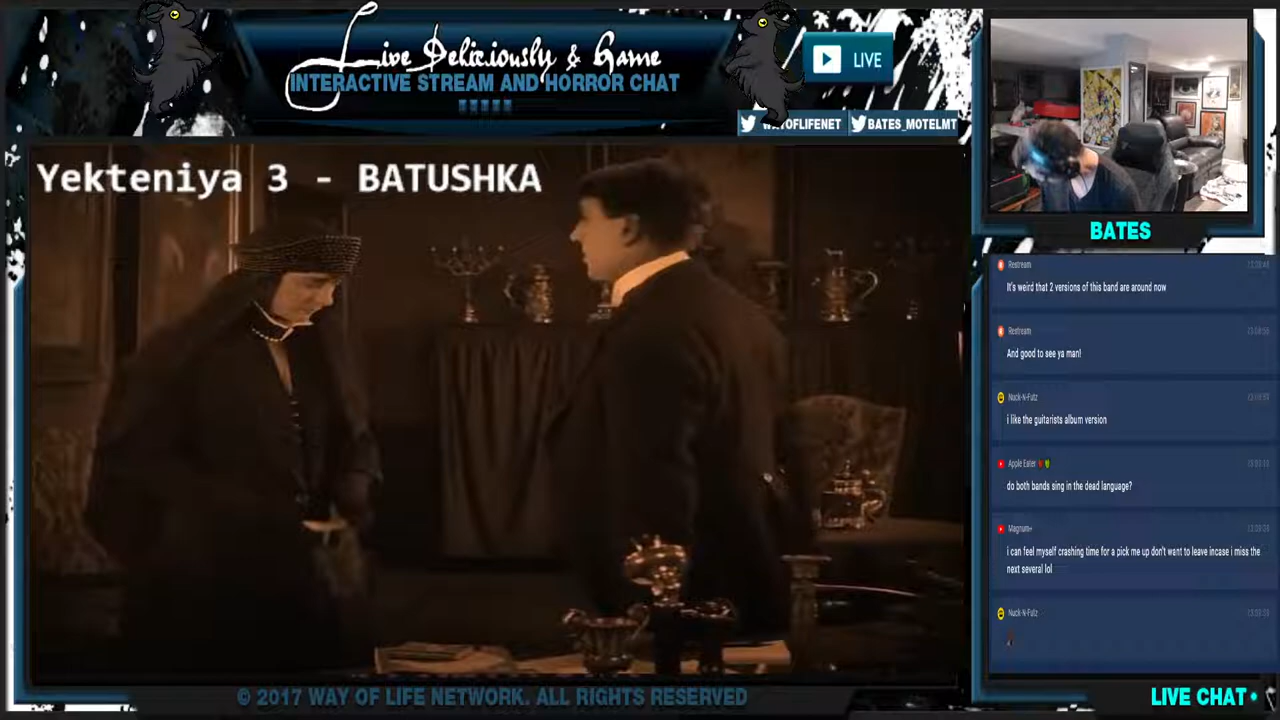 Live Deliciously & Game
INTERACTIVE STREAM AND HORROR CHAT
LIVE
WAYOFLIFENET
BATES_MOTELMT
Yekteniya 3 - BATUSHKA
BATES
Restream
It's weird that 2 versions of this band are around now
Restream
And good to see ya man!
Nuck-N-Futz
i like the guitarists album version
Apple Eater
do both bands sing in the dead language?
Magnum+
i can feel myself crashing time for a pick me up don't want to leave incase i miss the
next several lol
Nuck-N-Futz
© 2017 WAY OF LIFE NETWORK. ALL RIGHTS RESERVED
LIVE CHAT